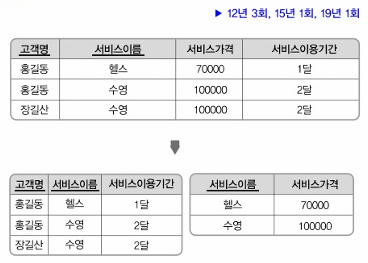 ▶ 12년 3회, 15년 1회, 19년 1회
고객명 서비스이름 서비스가격 서비스이용기간
홍길동 헬스 70000 1달
홍길동 수영 100000 2달
장길산 수영 100000 2달
고객명 서비스이름 서비스이용기간
홍길동 헬스 1달
홍길동 수영 2달
장길산 수영 2달
서비스이름 서비스가격
헬스 70000
수영 100000